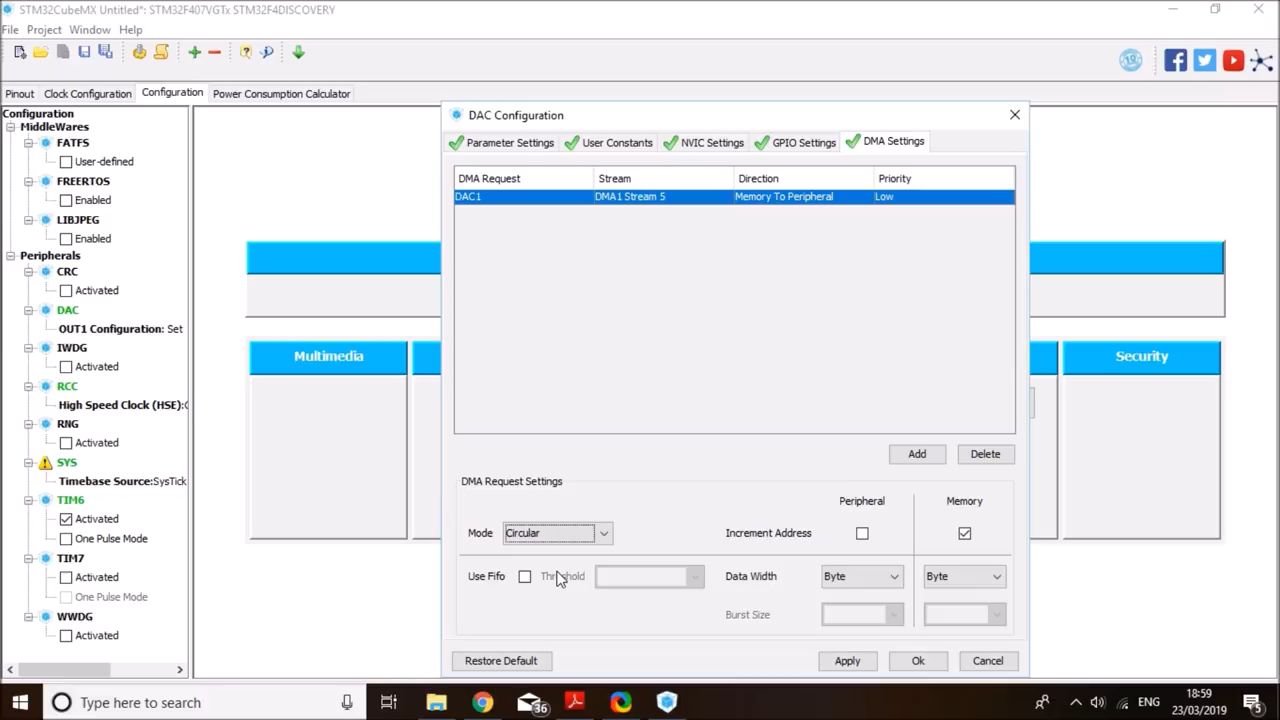 STM32CubeMX Untitled*: STM32F407VGTx STM32F4DISCOVERY
File Project Window Help
19
Pinout Clock Configuration Configuration Power Consumption Calculator
Configuration
MiddleWares
FATFS
User-defined
FREERTOS
Enabled
LIBJPEG
Enabled
Peripherals
CRC
Activated
DAC
OUT1 Configuration: Set
IWDG
Activated
RCC
High Speed Clock (HSE):
RNG
Activated
SYS
Timebase Source:SysTick
TIM6
Activated
One Pulse Mode
TIM7
Activated
One Pulse Mode
WWDG
Activated
Multimedia
Security
DAC Configuration
Parameter Settings User Constants NVIC Settings GPIO Settings DMA Settings
DMA Request Stream Direction Priority
DAC1 DMA1 Stream 5 Memory To Peripheral Low
Add Delete
DMA Request Settings
Peripheral Memory
Mode Circular Increment Address
Use Fifo Threshold Data Width Byte Byte
Burst Size
Restore Default Apply Ok Cancel
Type here to search
36
ENG
18:59
23/03/2019
5